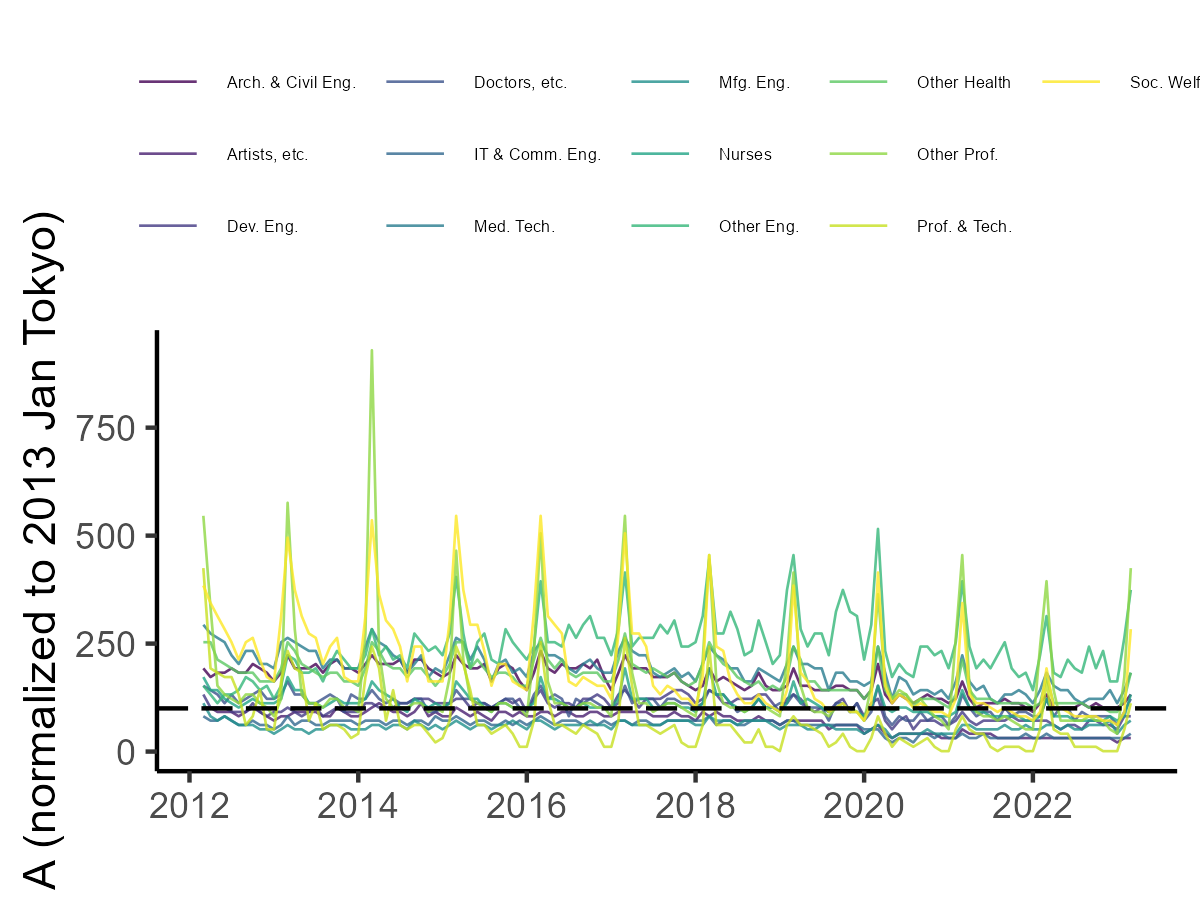 Arch. & Civil Eng.
Doctors, etc.
Mfg. Eng.
Other Health
Soc. Welf
Artists, etc.
IT & Comm. Eng.
Nurses
Other Prof.
Dev. Eng.
Med. Tech.
Other Eng.
Prof. & Tech.
A (normalized to 2013 Jan Tokyo)
750
500
250
0
2012
2014
2016
2018
2020
2022